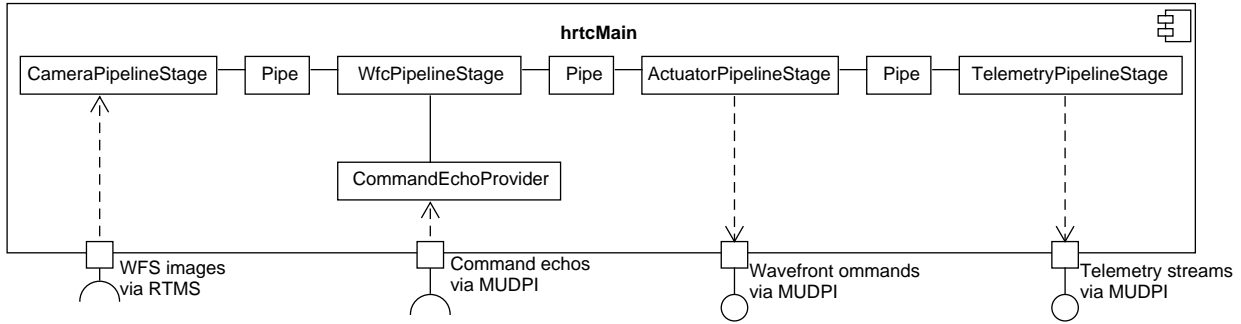 hrtcMain
CameraPipelineStage
Pipe
WfcPipelineStage
Pipe
ActuatorPipelineStage
Pipe
TelemetryPipelineStage
CommandEchoProvider
WFS images
via RTMS
Command echos
via MUDPI
Wavefront ommands
via MUDPI
Telemetry streams
via MUDPI